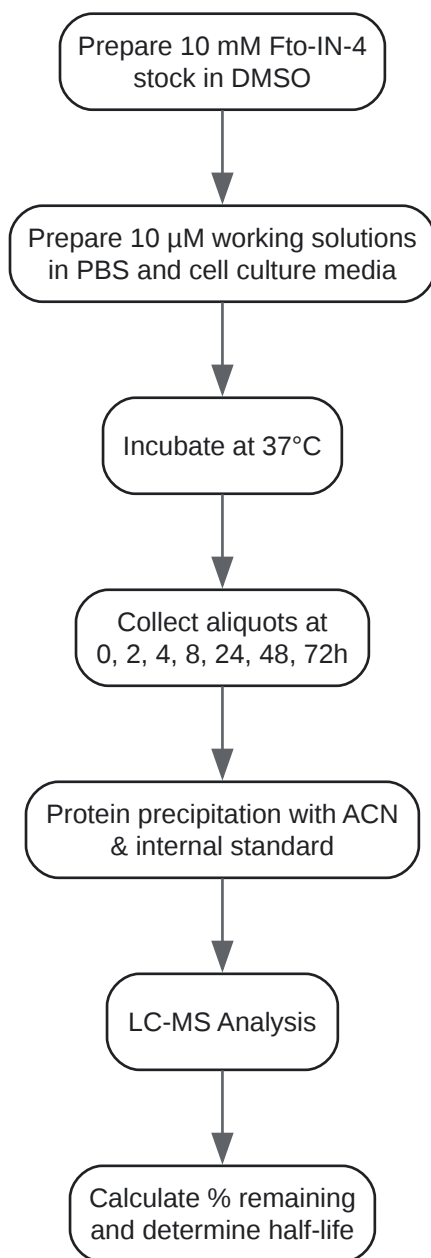 Prepare 10 mM Fto-IN-4
stock in DMSO
Prepare 10 µM working solutions
in PBS and cell culture media
Incubate at 37°C
Collect aliquots at
0, 2, 4, 8, 24, 48, 72h
Protein precipitation with ACN
& internal standard
LC-MS Analysis
Calculate % remaining
and determine half-life